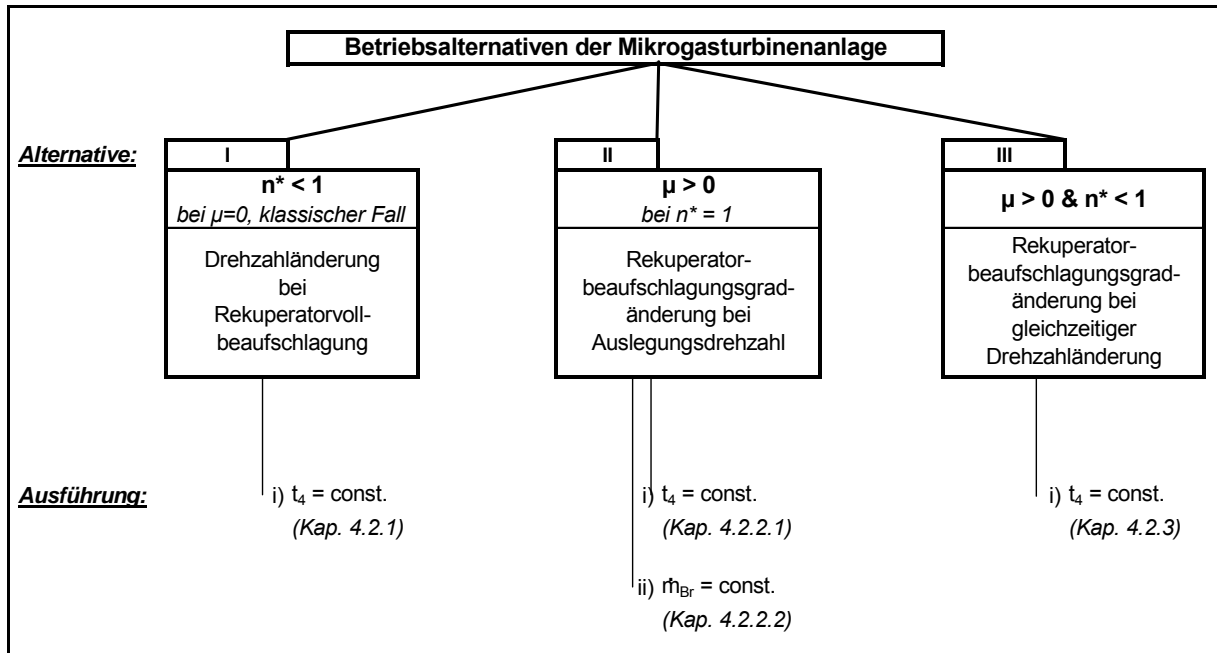 Betriebsalternativen der Mikrogasturbinenanlage
Alternative:
I
n* < 1
bei µ=0, klassischer Fall
Drehzahländerung
bei
Rekuperatorvoll-
beaufschlagung
II
µ > 0
bei n* = 1
Rekuperator-
beaufschlagungsgrad-
änderung bei
Auslegungsdrehzahl
III
µ > 0 & n* < 1
Rekuperator-
beaufschlagungsgrad-
änderung bei
gleichzeitiger
Drehzahländerung
Ausführung:
i) t₄ = const.
(Kap. 4.2.1)
i) t₄ = const.
(Kap. 4.2.2.1)
ii) ṁ_Br = const.
(Kap. 4.2.2.2)
i) t₄ = const.
(Kap. 4.2.3)